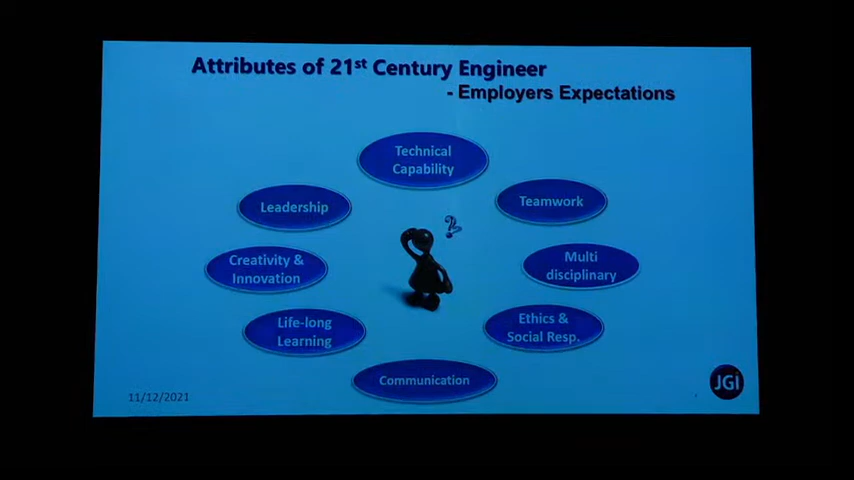 Attributes of 21st Century Engineer
- Employers Expectations
Technical
Capability
Leadership
Teamwork
Creativity &
Innovation
Multi
disciplinary
Life-long
Learning
Ethics &
Social Resp.
Communication
11/12/2021
JGi